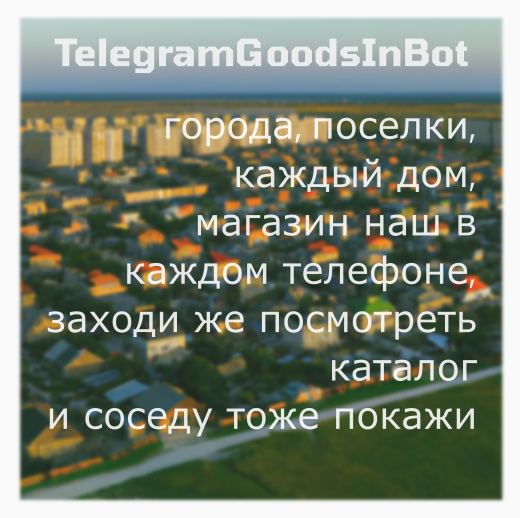 TelegramGoodsInBot
города, поселки,
каждый дом,
магазин наш в
каждом телефоне,
заходи же посмотреть
каталог
и соседу тоже покажи